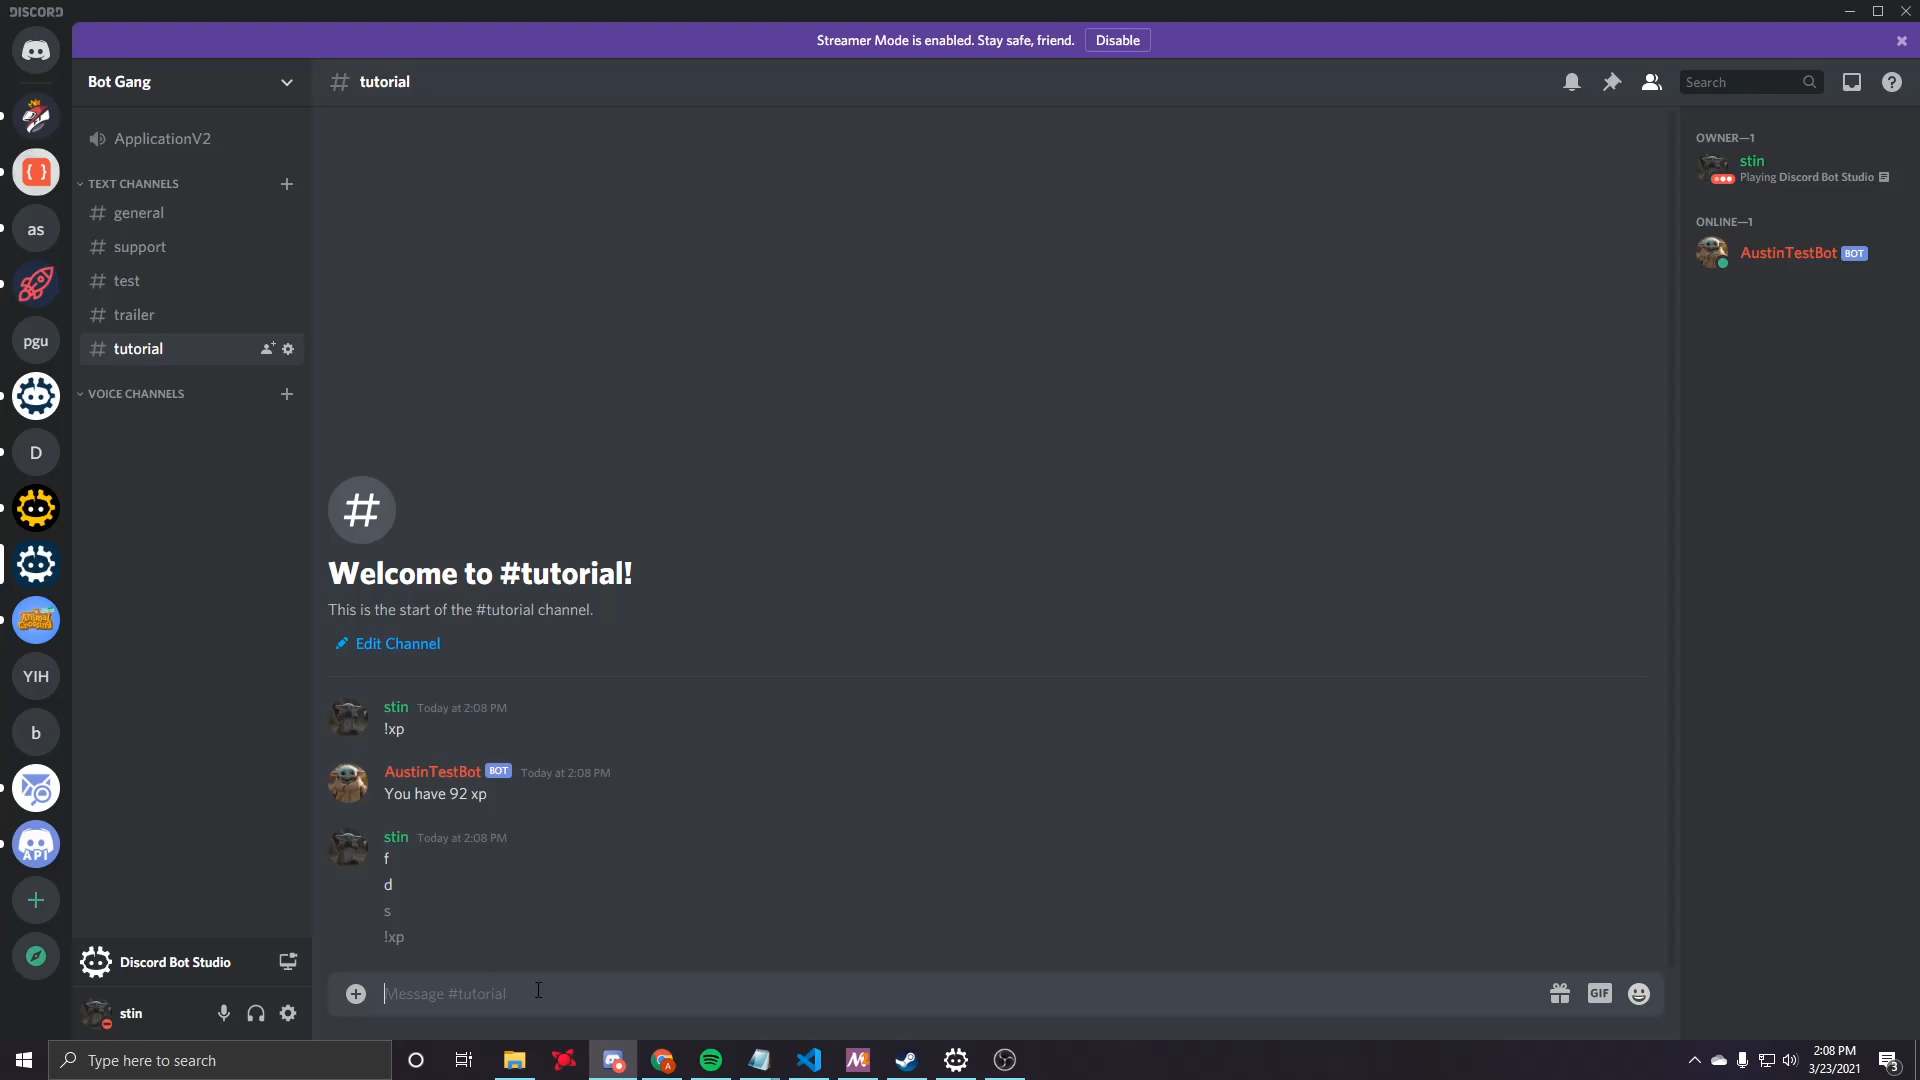 DISCORD
Streamer Mode is enabled. Stay safe, friend.
Disable
Bot Gang
tutorial
Search
ApplicationV2
TEXT CHANNELS
general
support
test
trailer
tutorial
VOICE CHANNELS
as
pgu
D
YIH
b
API
Welcome to #tutorial!
This is the start of the #tutorial channel.
Edit Channel
stin Today at 2:08 PM
!xp
AustinTestBot BOT Today at 2:08 PM
You have 92 xp
stin Today at 2:08 PM
f
d
s
!xp
Message #tutorial
GIF
OWNER—1
stin
Playing Discord Bot Studio
ONLINE—1
AustinTestBot BOT
Discord Bot Studio
stin
Type here to search
2:08 PM
3/23/2021
3